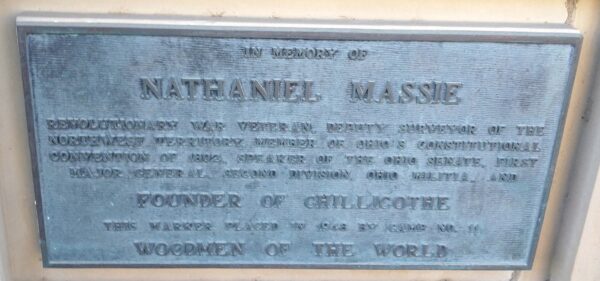 IN MEMORY OF
NATHANIEL MASSIE
REVOLUTIONARY WAR VETERAN, DEPUTY SURVEYOR OF THE
NORTHWEST TERRITORY, MEMBER OF OHIO'S CONSTITUTIONAL
CONVENTION OF 1802, SPEAKER OF THE OHIO SENATE, FIRST
MAJOR GENERAL, SECOND DIVISION, OHIO MILITIA, AND
FOUNDER OF CHILLICOTHE
THIS MARKER PLACED IN 1948 BY CAMP NO. 11
WOODMEN OF THE WORLD